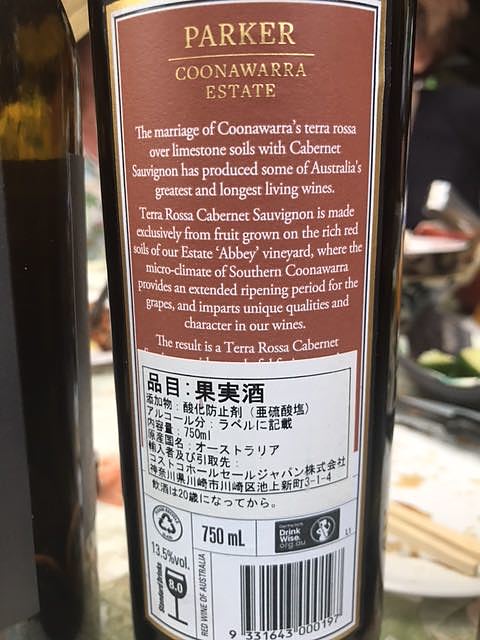 PARKER
COONAWARRA
ESTATE
The marriage of Coonawarra's terra rossa
over limestone soils with Cabernet
Sauvignon has produced some of Australia's
greatest and longest living wines.
Terra Rossa Cabernet Sauvignon is made
exclusively from fruit grown on the rich red
soils of our Estate 'Abbey' vineyard, where the
micro-climate of Southern Coonawarra
provides an extended ripening period for the
grapes, and imparts unique qualities and
character in our wines.
The result is a Terra Rossa Cabernet
品目：果実酒
添加物：酸化防止剤（亜硫酸塩）
アルコール分：ラベルに記載
内容量：750ml
原産国名：オーストラリア
輸入者及び引取先：
コストコホールセールジャパン株式会社
神奈川県川崎市川崎区池上新町3-1-4
飲酒は20歳になってから。
750 mL
Drink
Wise.
org.au
13.5%vol.
Standard Drinks
8.0
RED WINE OF AUSTRALIA
9 331643 000197